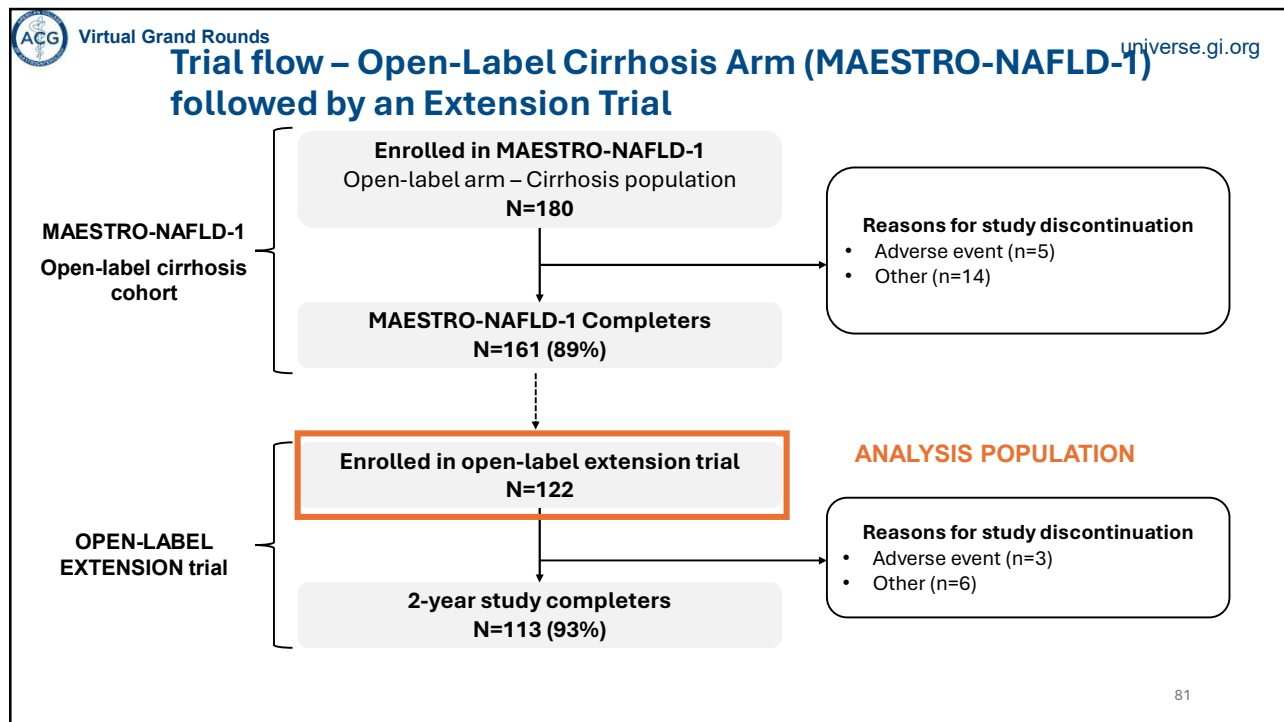 ACG
Virtual Grand Rounds
universe.gi.org
Trial flow – Open-Label Cirrhosis Arm (MAESTRO-NAFLD-1)
followed by an Extension Trial
Enrolled in MAESTRO-NAFLD-1
Open-label arm – Cirrhosis population
N=180
MAESTRO-NAFLD-1
Open-label cirrhosis
cohort
Reasons for study discontinuation
• Adverse event (n=5)
• Other (n=14)
MAESTRO-NAFLD-1 Completers
N=161 (89%)
Enrolled in open-label extension trial
N=122
ANALYSIS POPULATION
OPEN-LABEL
EXTENSION trial
Reasons for study discontinuation
• Adverse event (n=3)
• Other (n=6)
2-year study completers
N=113 (93%)
81